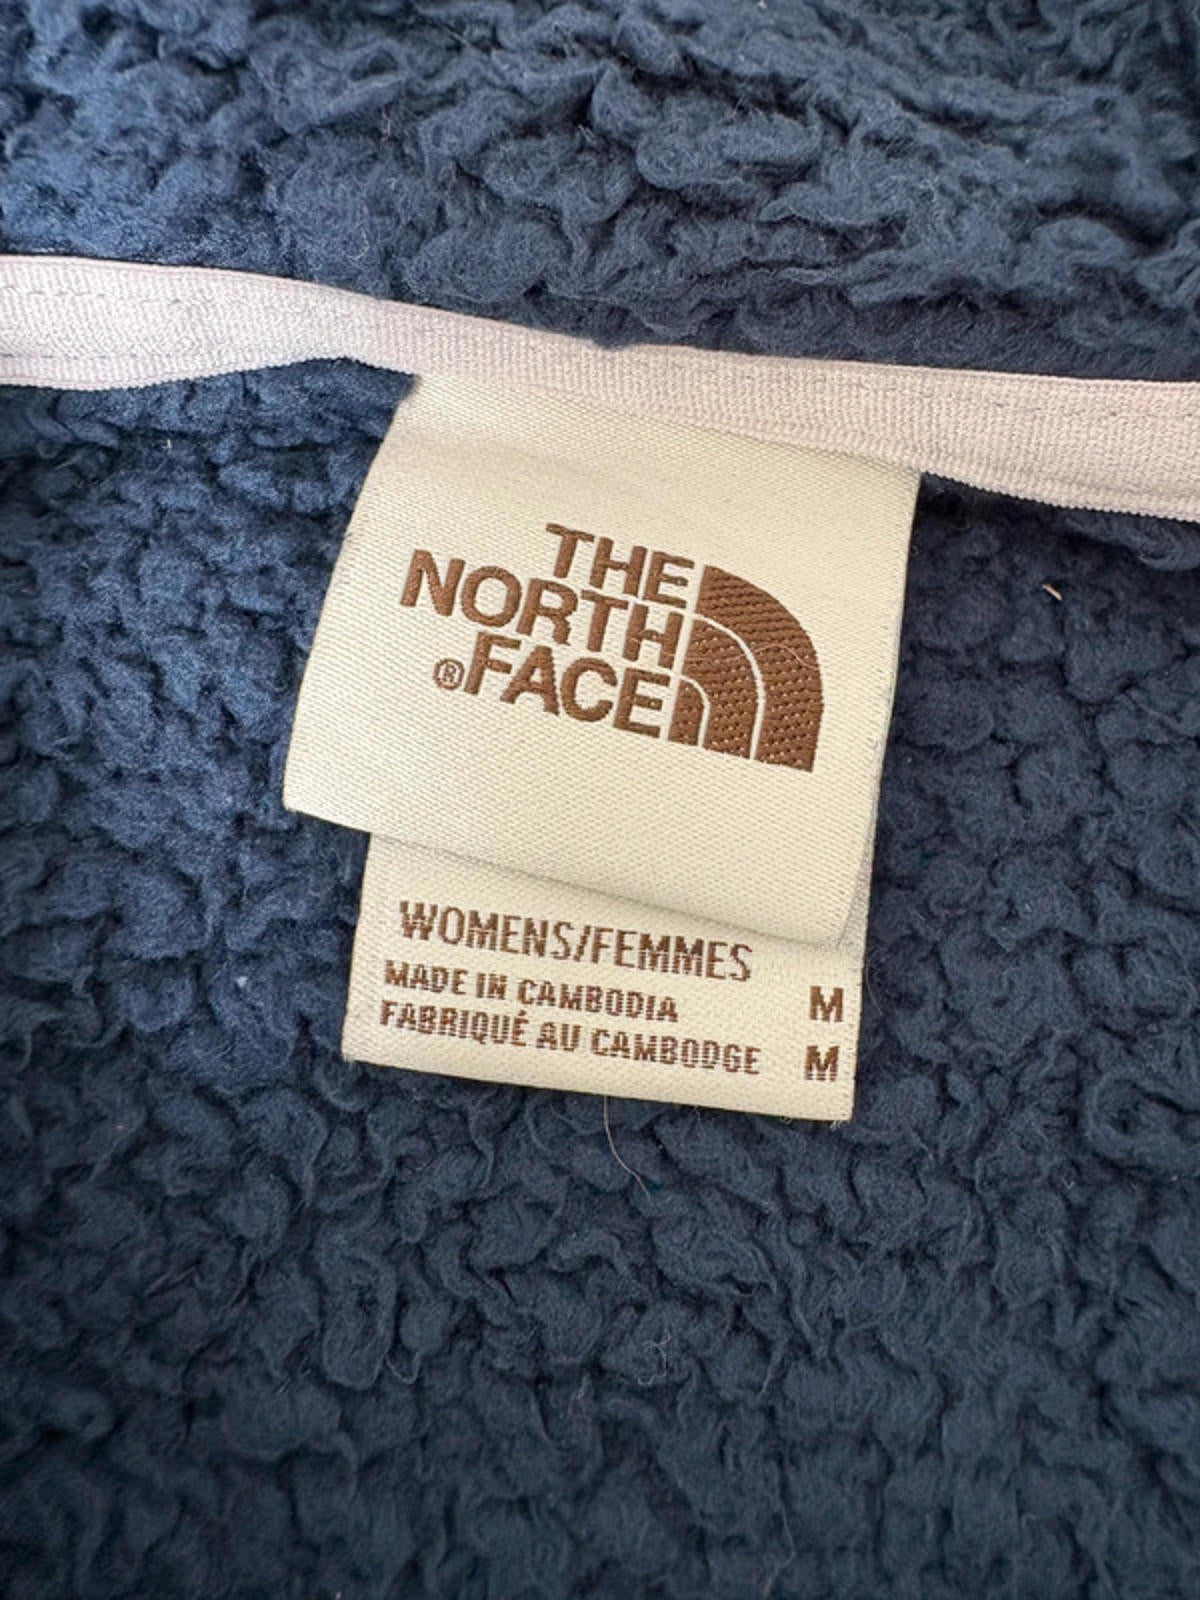 THE
NORTH
®FACE
WOMENS/FEMMES
MADE IN CAMBODIA M
FABRIQUÉ AU CAMBODGE M